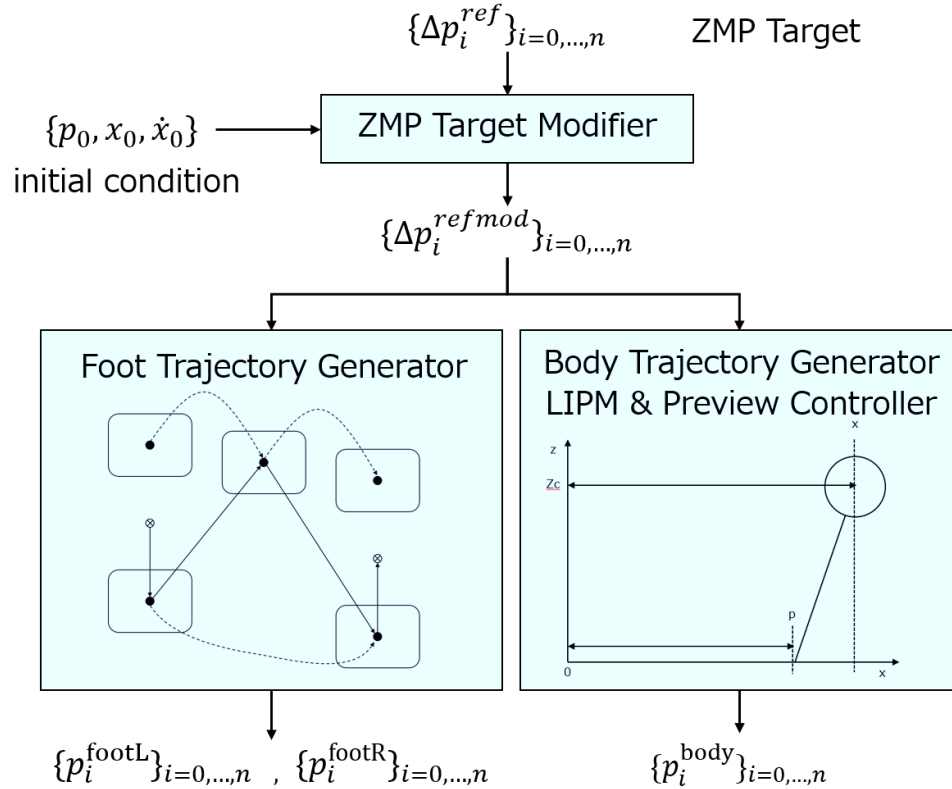 {Δp_i^{ref}}_{i=0,...,n} ZMP Target
ZMP Target Modifier
{p_0, x_0, ẋ_0}
initial condition
{Δp_i^{refmod}}_{i=0,...,n}
Foot Trajectory Generator
Body Trajectory Generator
LIPM & Preview Controller
x
z
Zc
p
0
x
{p_i^{footL}}_{i=0,...,n} , {p_i^{footR}}_{i=0,...,n}
{p_i^{body}}_{i=0,...,n}